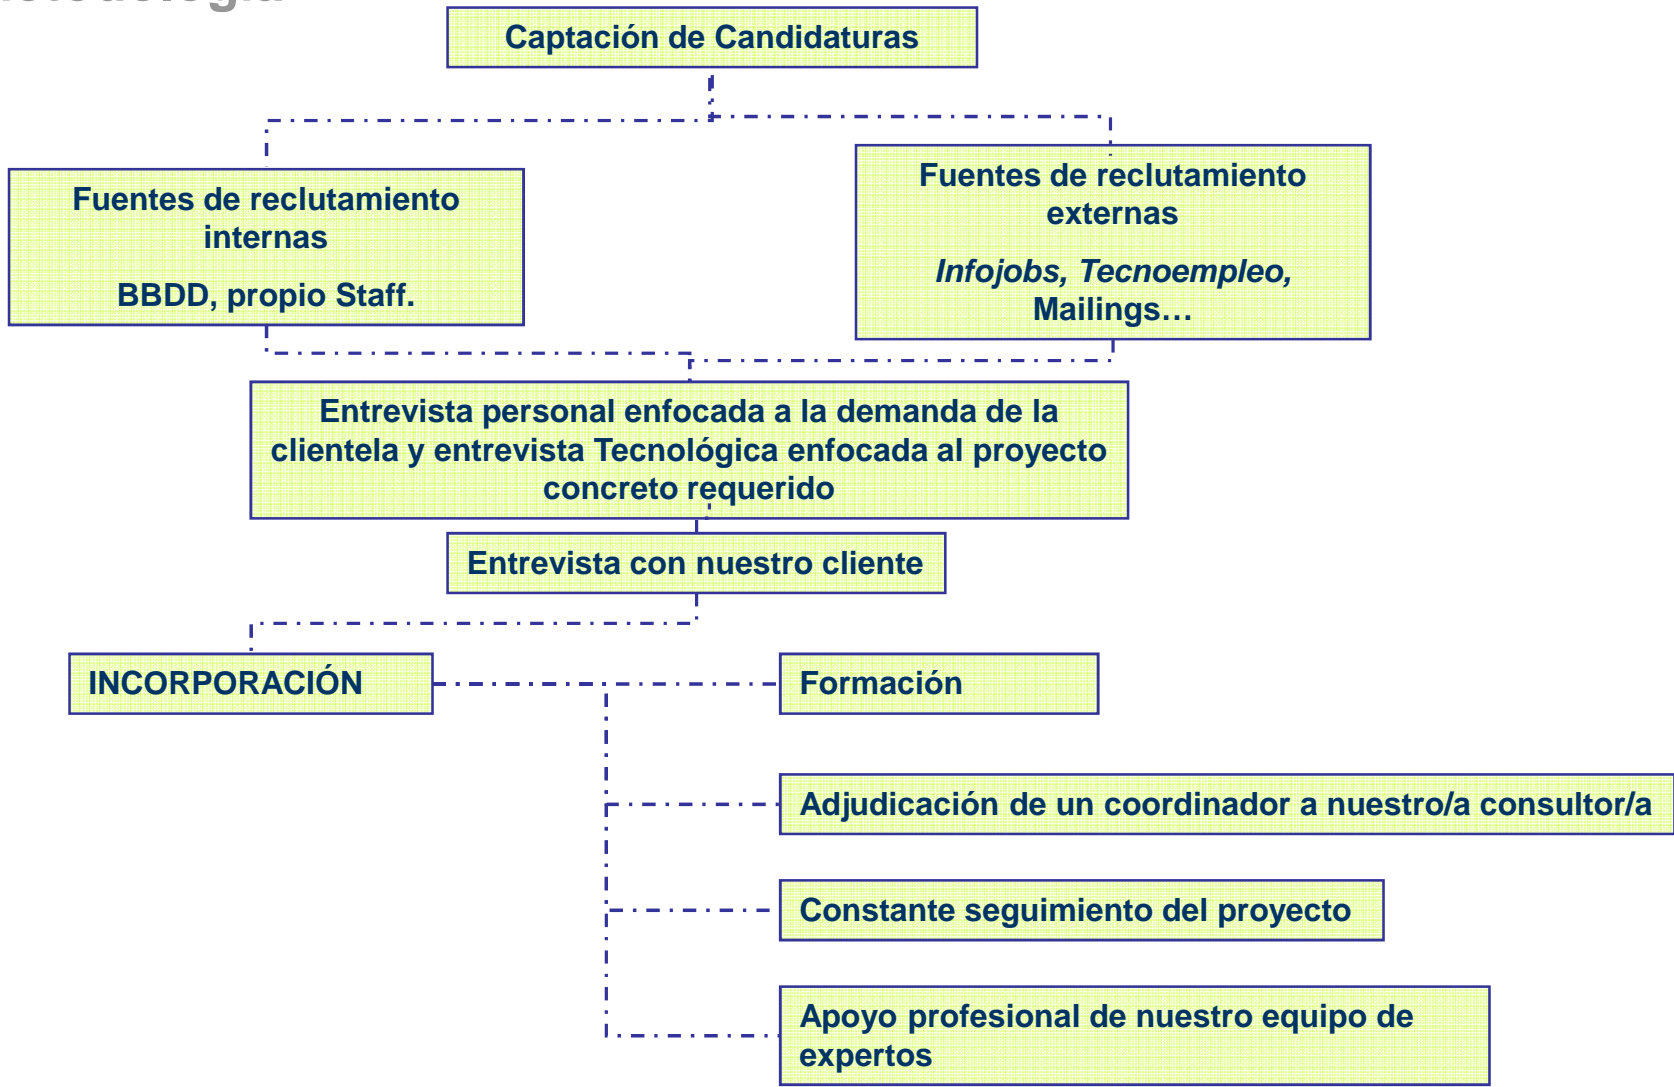 Captación de Candidaturas
Fuentes de reclutamiento
internas
BBDD, propio Staff.
Fuentes de reclutamiento
externas
Infojobs, Tecnoempleo,
Mailings…
Entrevista personal enfocada a la demanda de la
clientela y entrevista Tecnológica enfocada al proyecto
concreto requerido
Entrevista con nuestro cliente
INCORPORACIÓN
Formación
Adjudicación de un coordinador a nuestro/a consultor/a
Constante seguimiento del proyecto
Apoyo profesional de nuestro equipo de
expertos